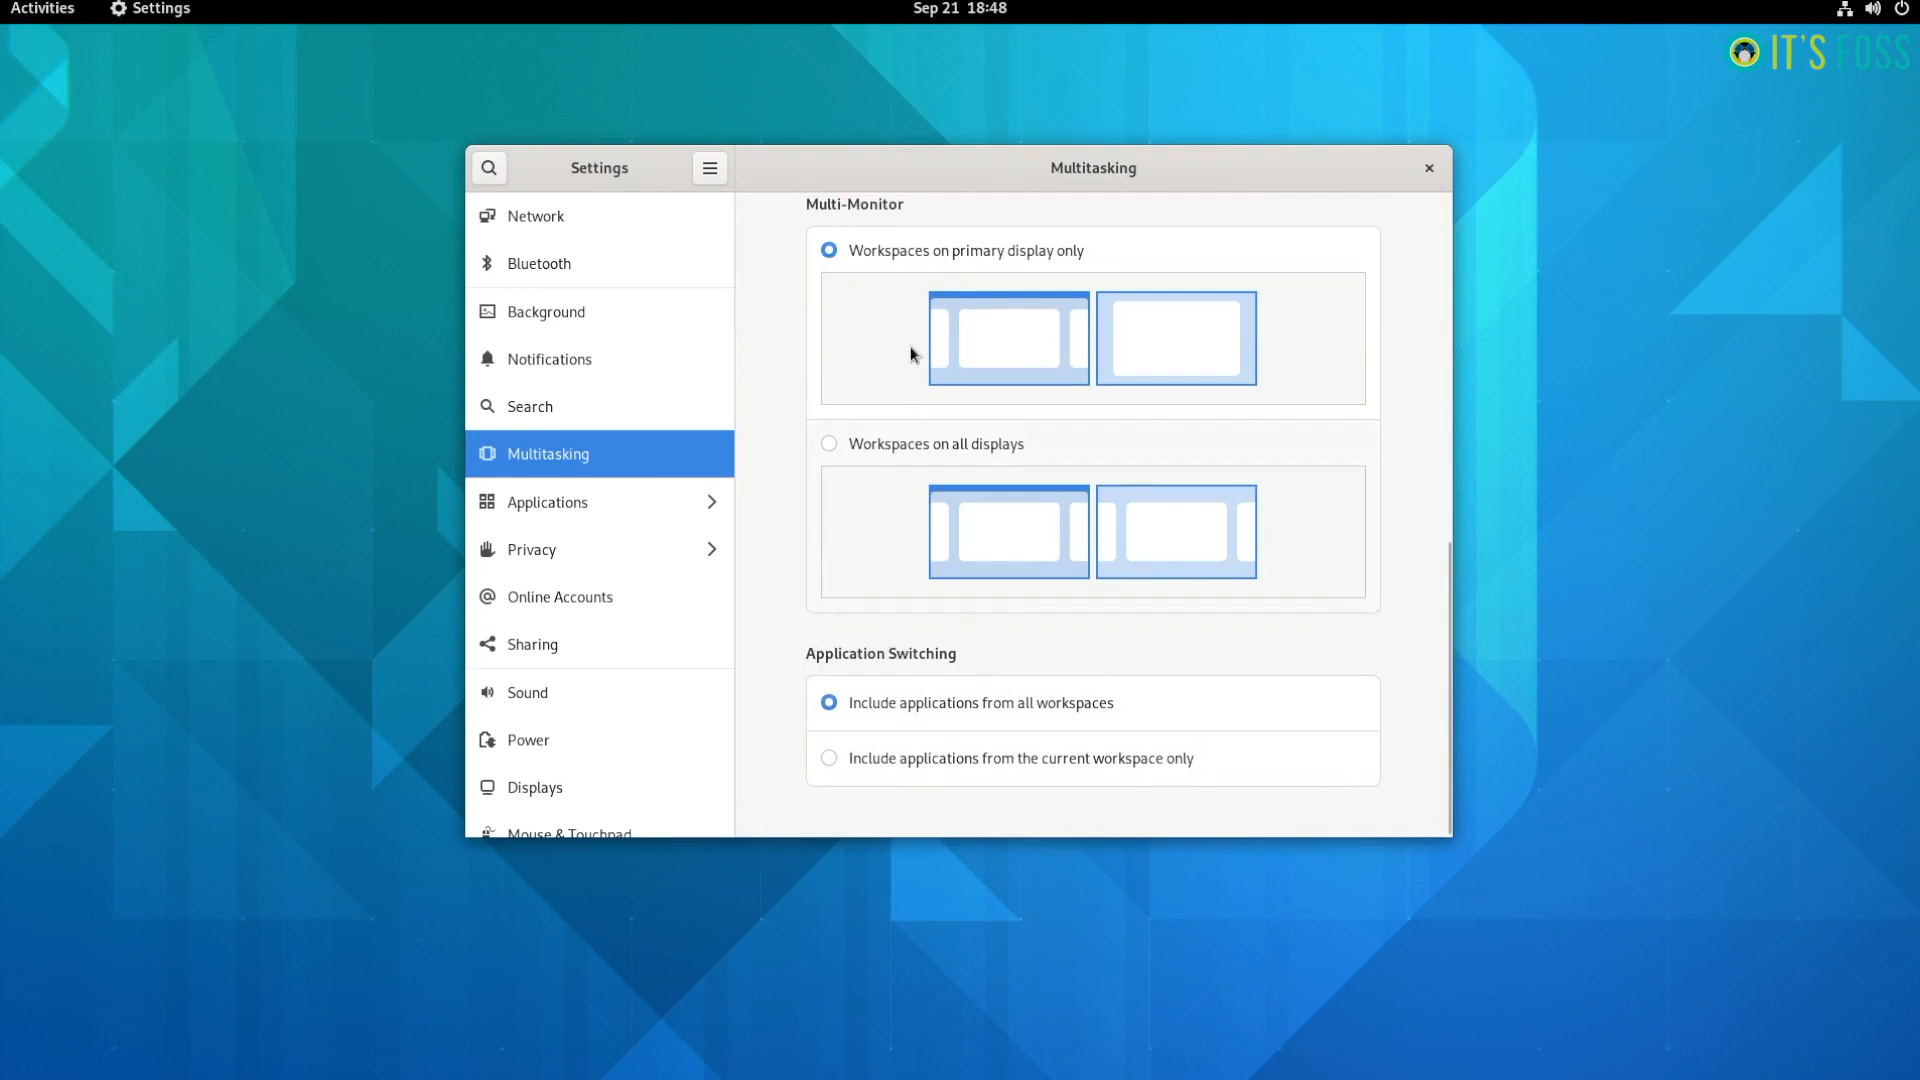 Activities
Settings
Sep 21 18:48
IT'S FOSS
Settings
Multitasking
Network
Bluetooth
Background
Notifications
Search
Multitasking
Applications
Privacy
Online Accounts
Sharing
Sound
Power
Displays
Mouse & Touchpad
Multi-Monitor
Workspaces on primary display only
Workspaces on all displays
Application Switching
Include applications from all workspaces
Include applications from the current workspace only